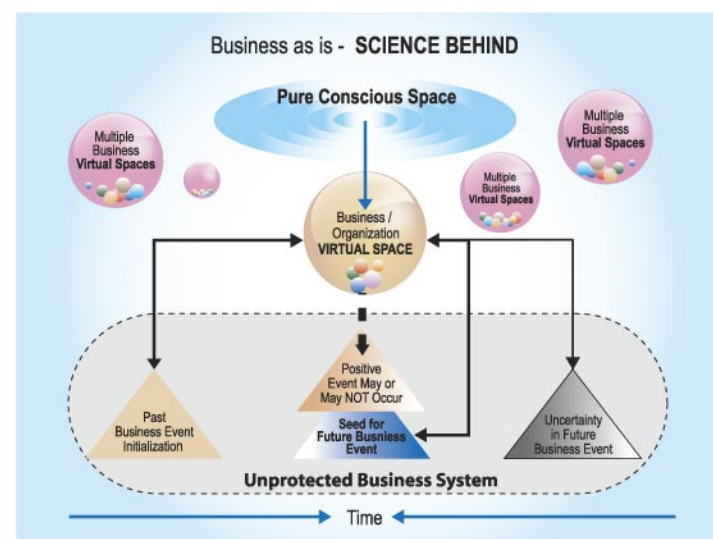 Business as is - SCIENCE BEHIND
Pure Conscious Space
Multiple
Business
Virtual Spaces
Multiple
Business
Virtual Spaces
Multiple
Business
Virtual Spaces
Business /
Organization
VIRTUAL SPACE
Past
Business Event
Initialization
Positive
Event May or
May NOT Occur
Seed for
Future Busness
Event
Uncertainty
in Future
Business Event
Unprotected Business System
Time